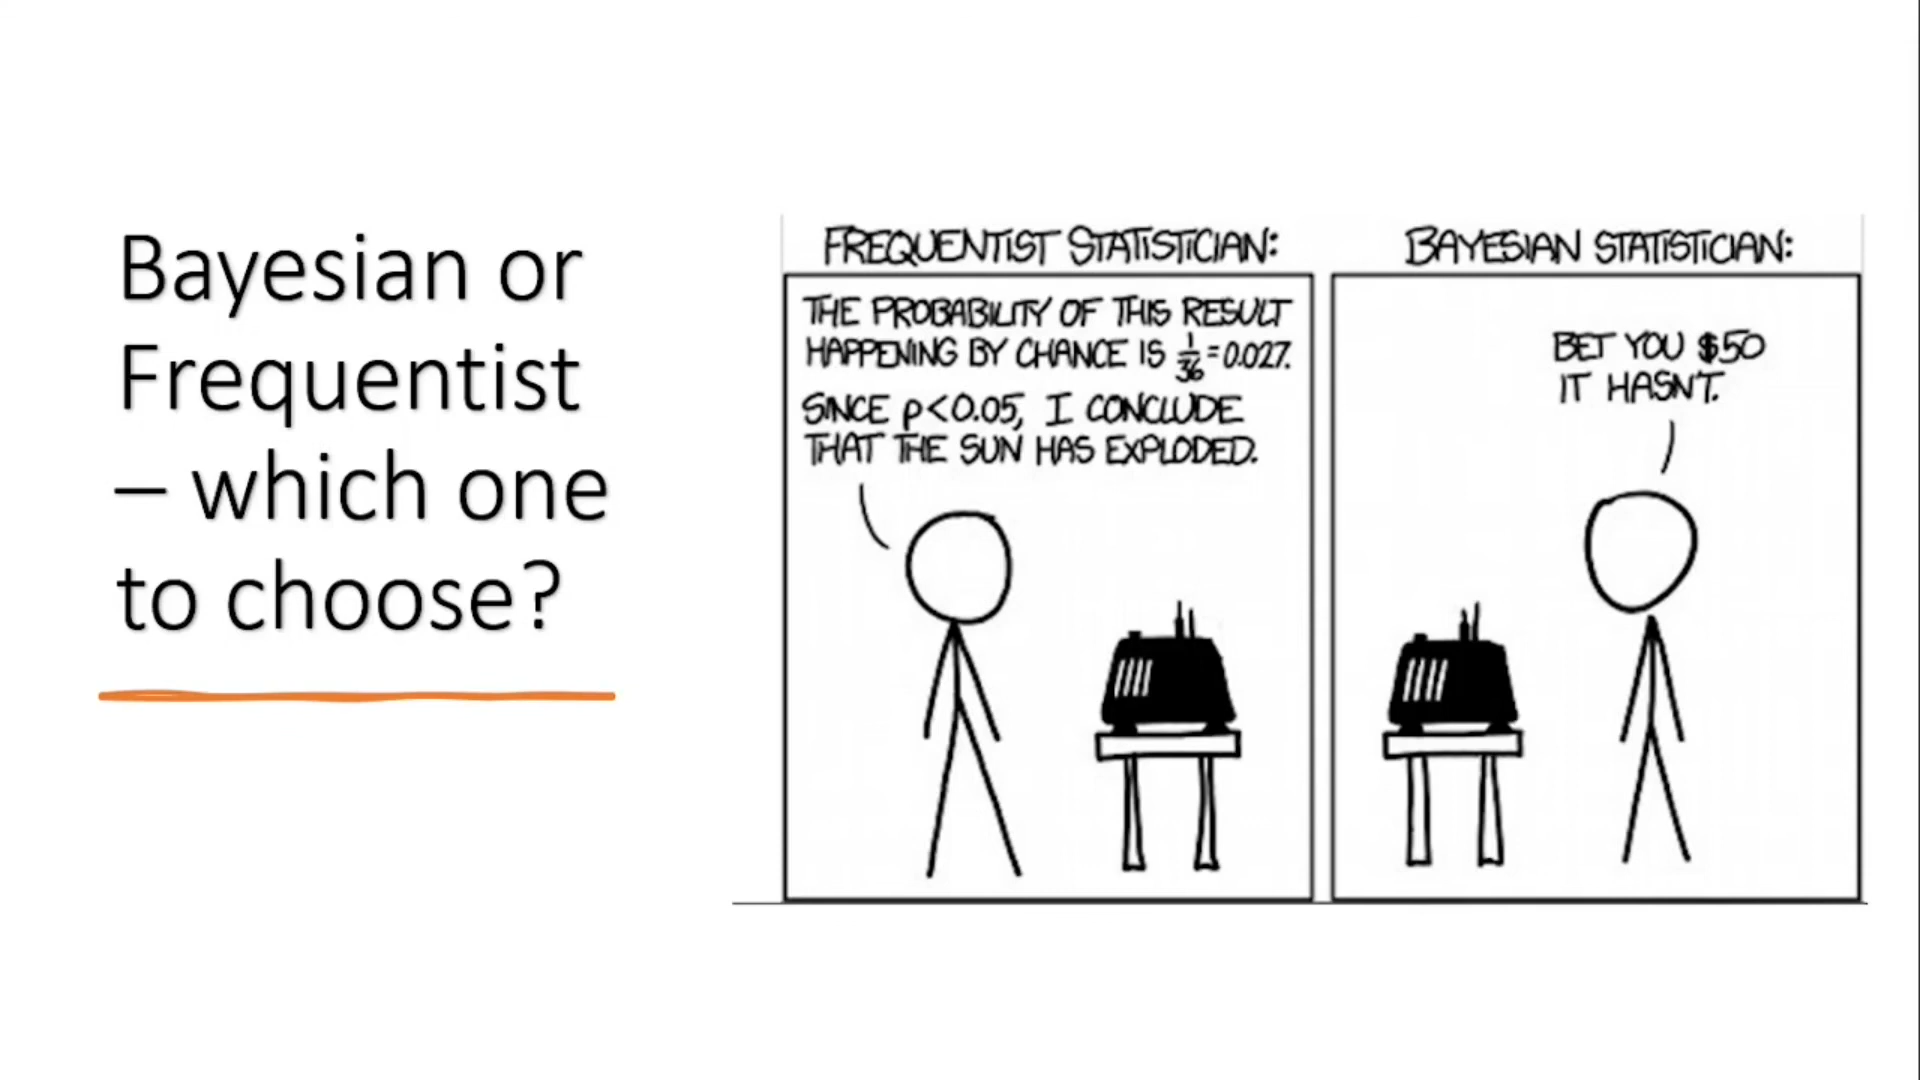 Bayesian or
Frequentist
– which one
to choose?
FREQUENTIST STATISTICIAN:
THE PROBABILITY OF THIS RESULT
HAPPENING BY CHANCE IS 1/36=0.027.
SINCE p<0.05, I CONCLUDE
THAT THE SUN HAS EXPLODED.
BAYESIAN STATISTICIAN:
BET YOU $50
IT HASN'T.